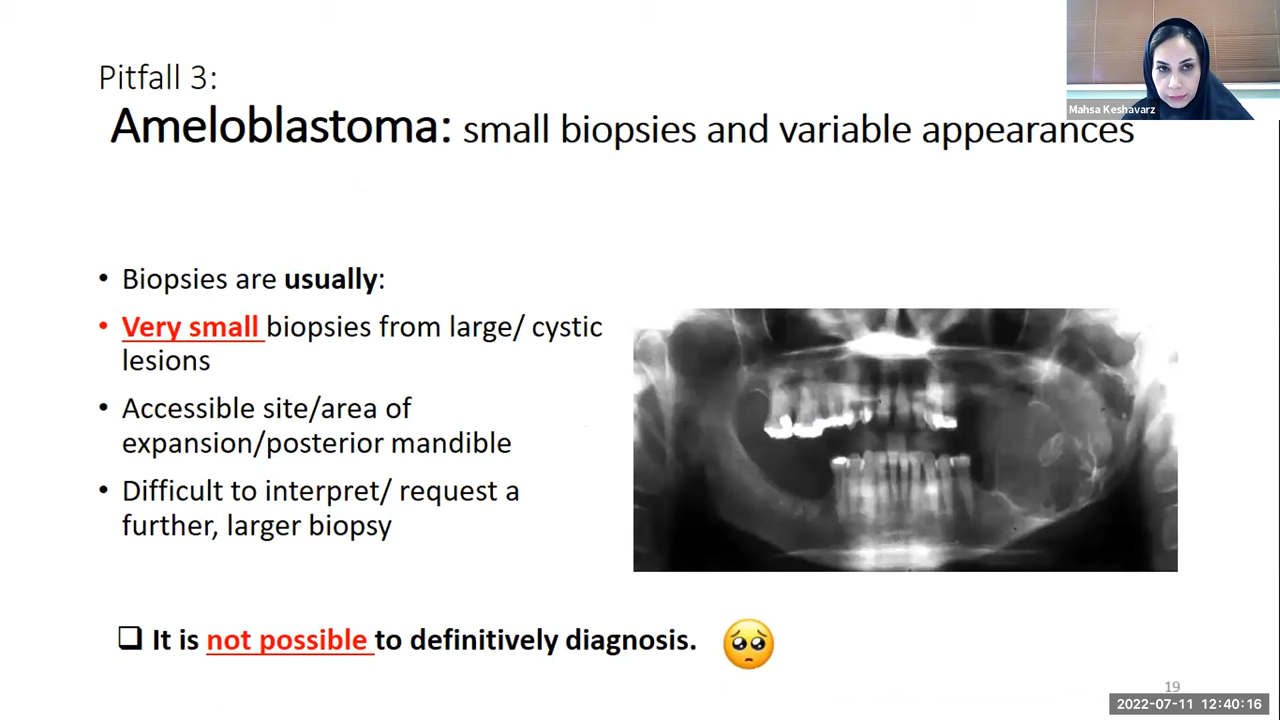 Pitfall 3:
Mahsa Keshavarz
Ameloblastoma: small biopsies and variable appearances
• Biopsies are usually:
• Very small biopsies from large/ cystic
lesions
• Accessible site/area of
expansion/posterior mandible
• Difficult to interpret/ request a
further, larger biopsy
❑ It is not possible to definitively diagnosis.
19
2022-07-11 12:40:16